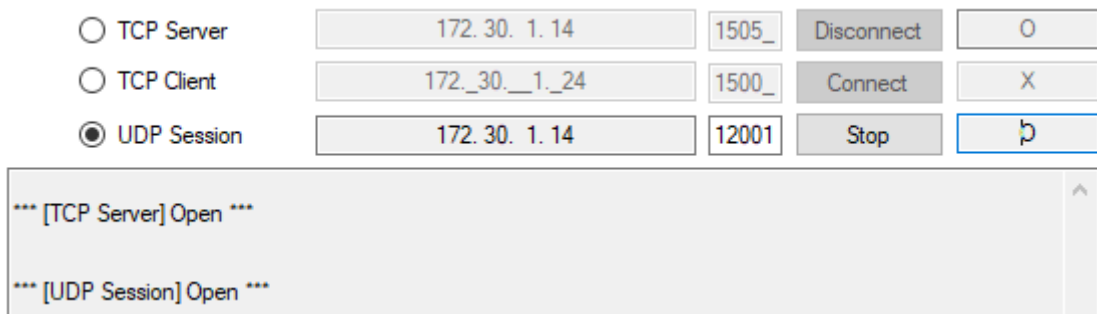 TCP Server 172. 30. 1. 14 1505_ Disconnect O
TCP Client 172._30.__1._24 1500_ Connect X
UDP Session 172. 30. 1. 14 12001 Stop
*** [TCP Server] Open ***
*** [UDP Session] Open ***